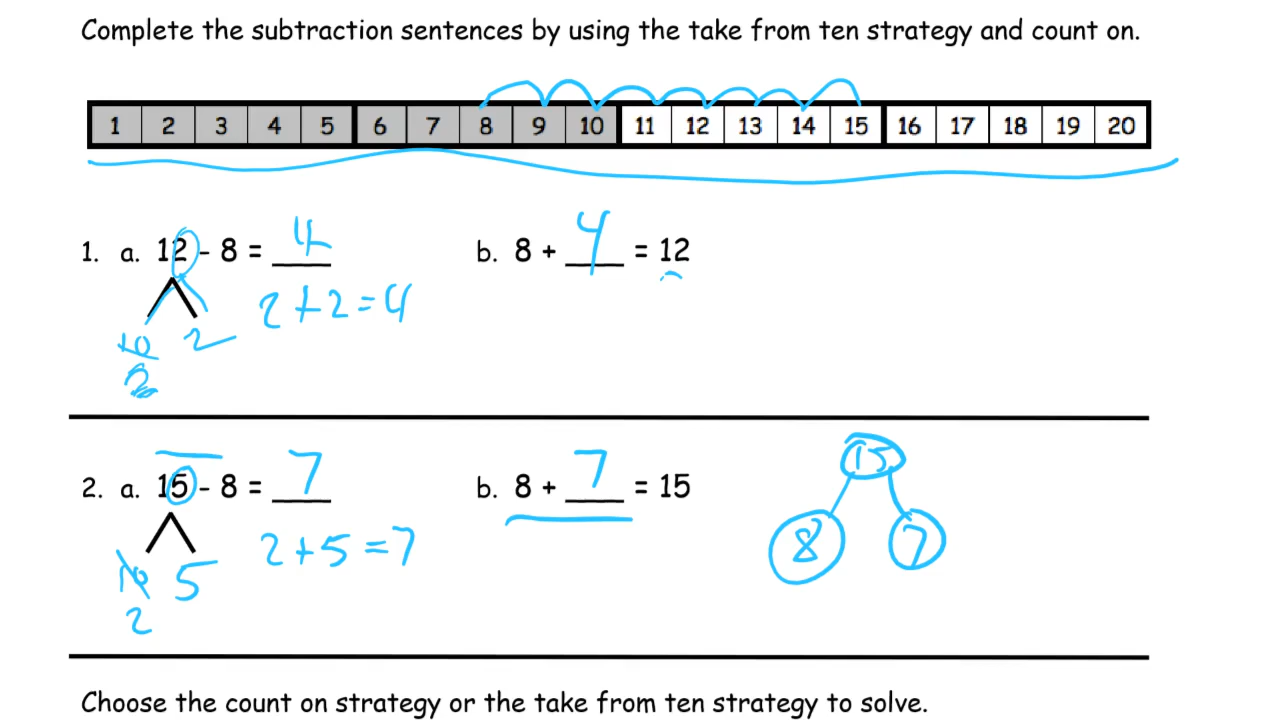 Complete the subtraction sentences by using the take from ten strategy and count on.
1 2 3 4 5 6 7 8 9 10 11 12 13 14 15 16 17 18 19 20
1. a. 12 - 8 = 4 b. 8 + 4 = 12
2 + 2 = 4
10 2
2
2. a. 15 - 8 = 7 b. 8 + 7 = 15 15
2 + 5 = 7 8 7
10 5
2
Choose the count on strategy or the take from ten strategy to solve.